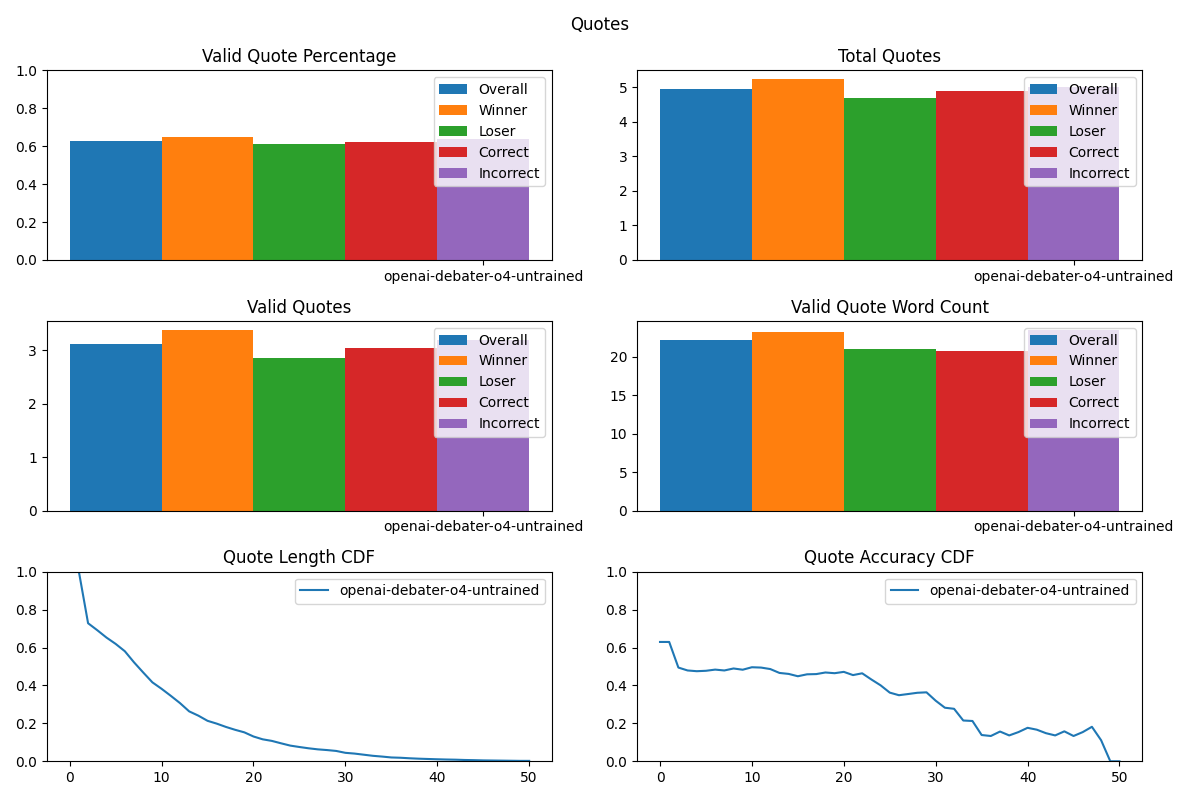 Quotes
Valid Quote Percentage
1.0
0.8
0.6
0.4
0.2
0.0
Overall
Winner
Loser
Correct
Incorrect
openai-debater-o4-untrained
Total Quotes
5
4
3
2
1
0
Overall
Winner
Loser
Correct
Incorrect
openai-debater-o4-untrained
Valid Quotes
3
2
1
0
Overall
Winner
Loser
Correct
Incorrect
openai-debater-o4-untrained
Valid Quote Word Count
20
15
10
5
0
Overall
Winner
Loser
Correct
Incorrect
openai-debater-o4-untrained
Quote Length CDF
1.0
0.8
0.6
0.4
0.2
0.0
openai-debater-o4-untrained
0 10 20 30 40 50
Quote Accuracy CDF
1.0
0.8
0.6
0.4
0.2
0.0
openai-debater-o4-untrained
0 10 20 30 40 50